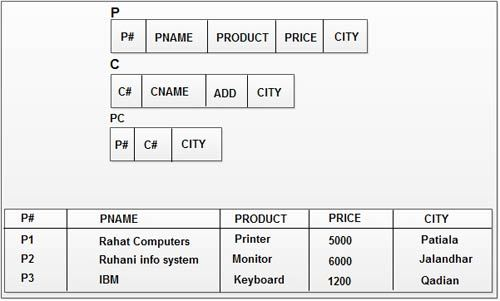 P
P# PNAME PRODUCT PRICE CITY
C
C# CNAME ADD CITY
PC
P# C# CITY
P# PNAME PRODUCT PRICE CITY
P1 Rahat Computers Printer 5000 Patiala
P2 Ruhani info system Monitor 6000 Jalandhar
P3 IBM Keyboard 1200 Qadian